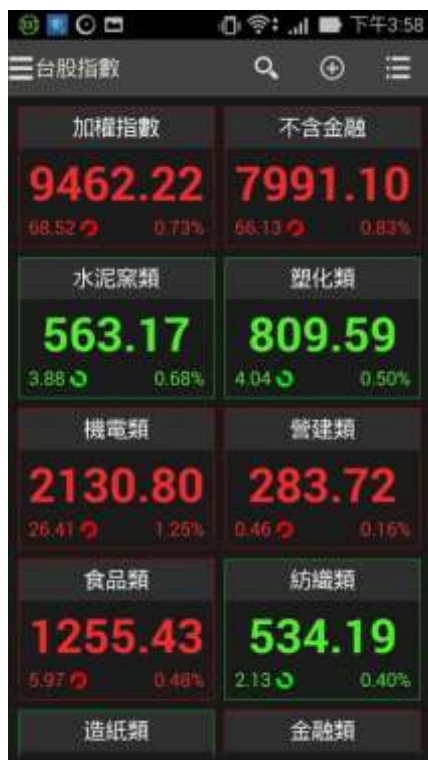 下午3:58
台股指數
加權指數 不含金融
9462.22 7991.10
68.52 0.73% 66.13 0.83%
水泥窯類 塑化類
563.17 809.59
3.88 0.68% 4.04 0.50%
機電類 營建類
2130.80 283.72
26.41 1.25% 0.46 0.16%
食品類 紡織類
1255.43 534.19
5.97 0.48% 2.13 0.40%
造紙類 金融類